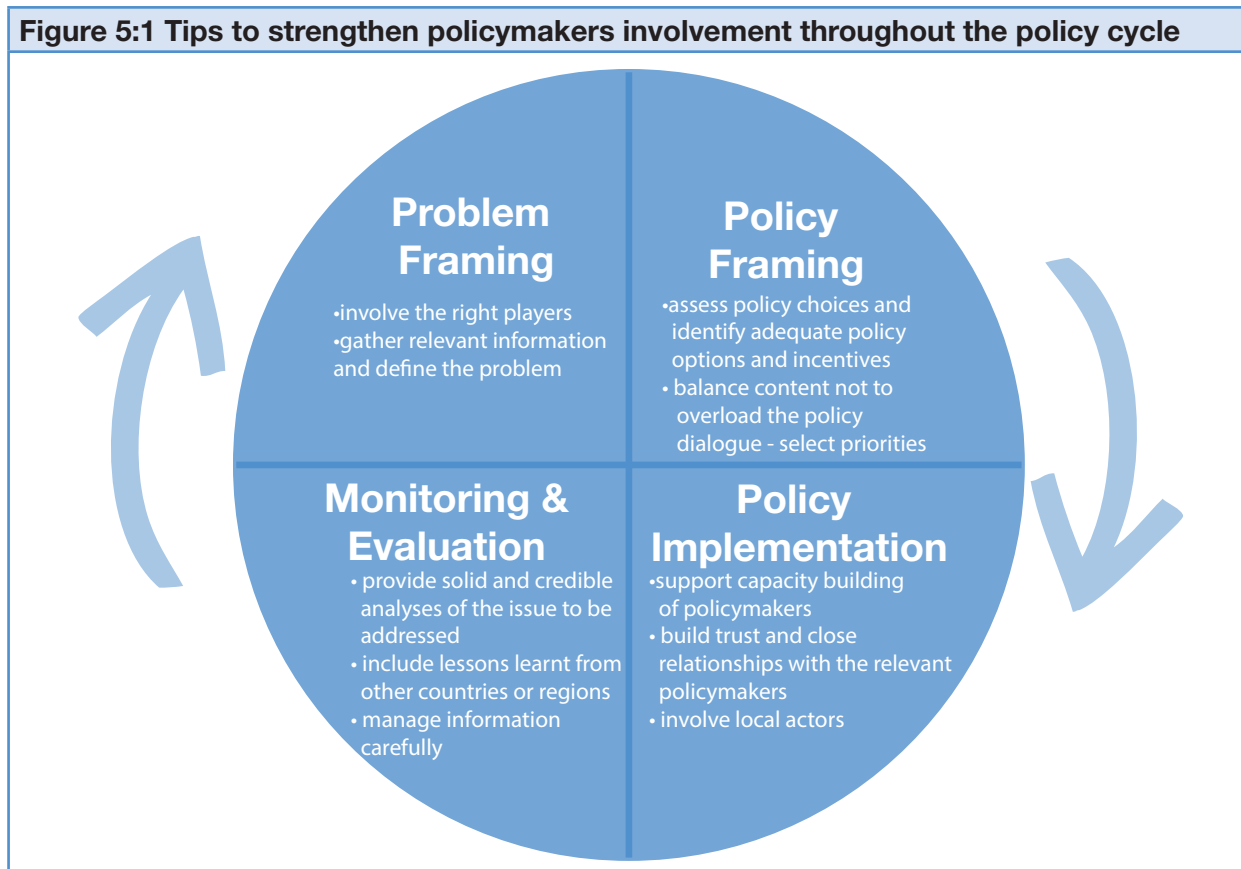 Figure 5:1 Tips to strengthen policymakers involvement throughout the policy cycle
Problem
Framing
•involve the right players
•gather relevant information
and define the problem
Policy
Framing
•assess policy choices and
identify adequate policy
options and incentives
• balance content not to
overload the policy
dialogue - select priorities
Monitoring &
Evaluation
• provide solid and credible
analyses of the issue to be
addressed
• include lessons learnt from
other countries or regions
• manage information
carefully
Policy
Implementation
•support capacity building
of policymakers
• build trust and close
relationships with the relevant
policymakers
• involve local actors